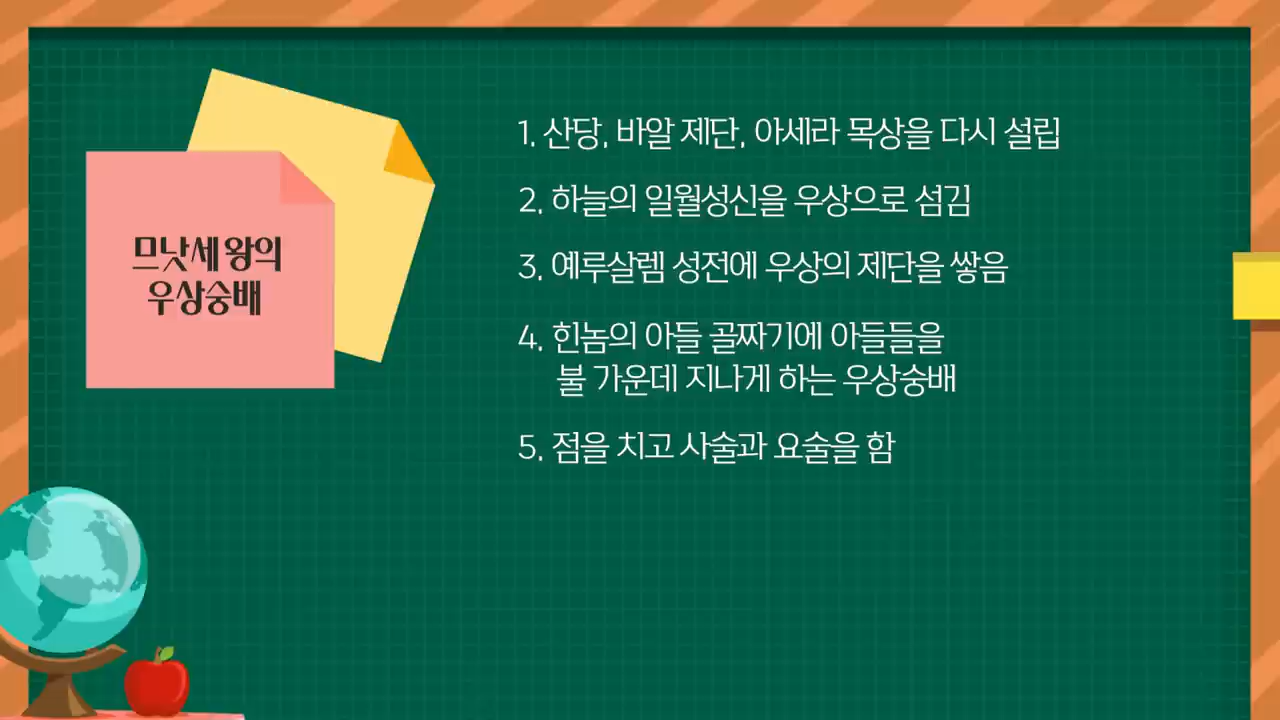 므낫세 왕의
우상숭배
1. 산당, 바알 제단, 아세라 목상을 다시 설립
2. 하늘의 일월성신을 우상으로 섬김
3. 예루살렘 성전에 우상의 제단을 쌓음
4. 힌놈의 아들 골짜기에 아들들을
불 가운데 지나게 하는 우상숭배
5. 점을 치고 사술과 요술을 함